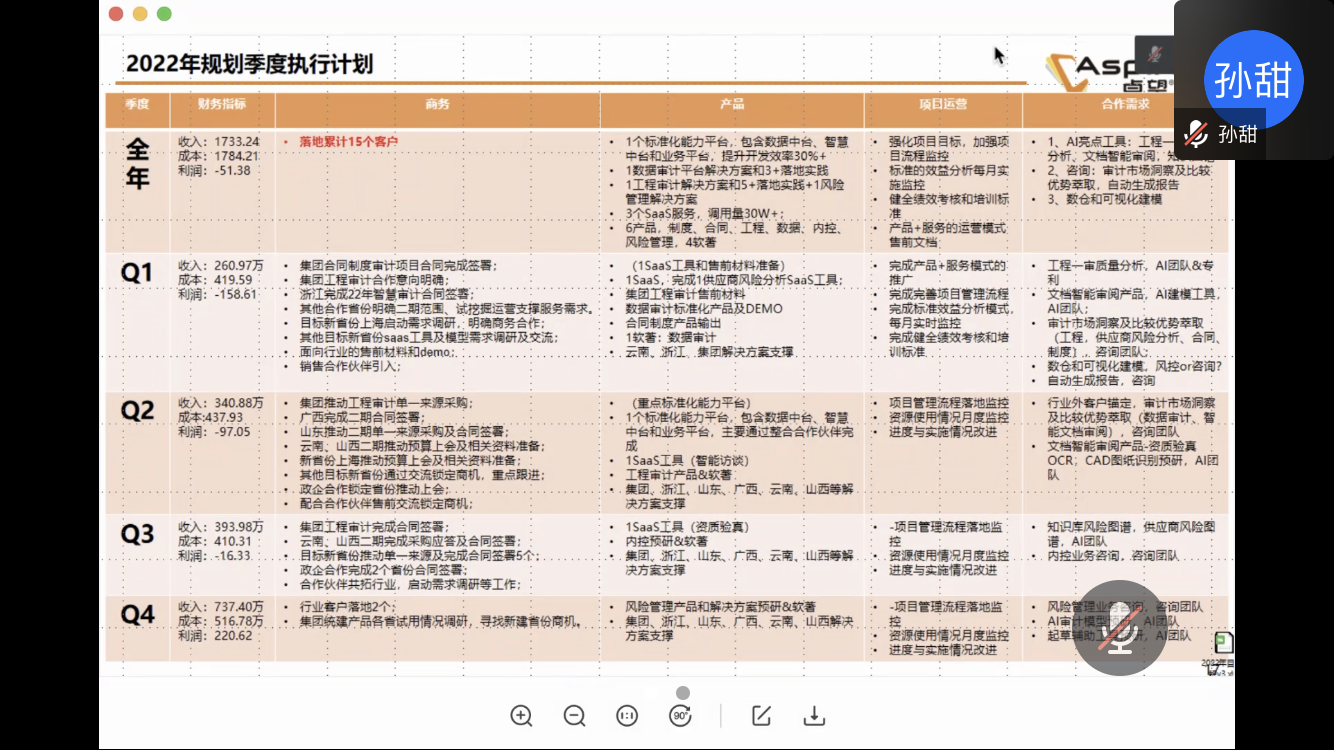 2022年规划季度执行计划
孙甜
孙甜
季度
财务指标
商务
产品
项目运营
合作需求
全
年
收入：1733.24
成本：1784.21
利润：-51.38
• 落地累计15个客户
• 1个标准化能力平台，包含数据中台、智慧
中台和业务平台，提升开发效率30%+
• 1数据审计平台解决方案和3+落地实践
• 1工程审计解决方案和5+落地实践+1风险
管理解决方案
• 3个SaaS服务，调用量30W+；
• 6产品，制度、合同、工程、数据、内控、
风险管理，4软著
• 强化项目目标，加强项
目流程监控
• 标准的效益分析每月实
施监控
• 健全绩效考核和培训标
准
• 产品+服务的运营模式
售前文档
• 1、AI亮点工具：工程一
分析、文档智能审阅，
• 2、咨询：审计市场洞察及比较
优势萃取，自动生成报告
• 3、数仓和可视化建模
Q1
收入：260.97万
成本：419.59
利润：-158.61
• 集团合同制度审计项目合同完成签署；
• 集团工程审计合作意向明确；
• 浙江完成22年智慧审计合同签署；
• 其他合作省份明确二期范围、试挖掘运营支撑服务需求。
• 目标新省份上海启动需求调研，明确商务合作；
• 其他目标新省份saas工具及模型需求调研及交流；
• 面向行业的售前材料和demo；
• 销售合作伙伴引入；
• （1SaaS工具和售前材料准备）
• 1SaaS，完成1供应商风险分析SaaS工具；
• 集团工程审计售前材料
• 数据审计标准化产品及DEMO
• 合同制度产品输出
• 1软著：数据审计
• 云南、浙江、集团解决方案支撑
• 完成产品+服务模式的
推广
• 完成完善项目管理流程
• 完成标准效益分析模式，
每月实时监控
• 完成健全绩效考核和培
训标准
• 工程一审质量分析，AI团队&专
利
• 文档智能审阅产品，AI建模工具，
AI团队；
• 审计市场洞察及比较优势萃取
（工程，供应商风险分析、合同、
制度），咨询团队；
• 数仓和可视化建模。风控or咨询？
• 自动生成报告，咨询
Q2
收入：340.88万
成本:437.93
利润：-97.05
• 集团推动工程审计单一来源采购；
• 广西完成二期合同签署；
• 山东推动二期单一来源采购及合同签署；
• 云南、山西二期推动预算上会及相关资料准备；
• 新省份上海推动预算上会及相关资料准备；
• 其他目标新省份通过交流锁定商机，重点跟进；
• 政企合作锁定省份推动上会；
• 配合合作伙伴售前交流锁定商机；
• （重点标准化能力平台）
• 1个标准化能力平台，包含数据中台、智慧
中台和业务平台，主要通过整合合作伙伴完
成
• 1SaaS工具（智能访谈）
• 工程审计产品&软著
• 集团、浙江、山东、广西、云南、山西等解
决方案支撑
• 项目管理流程落地监控
• 资源使用情况月度监控
• 进度与实施情况改进
• 行业外客户锚定，审计市场洞察
及比较优势萃取（数据审计、智
能文档审阅），咨询团队
• 文档智能审阅产品-资质验真
OCR，CAD图纸识别预研，AI团
队
Q3
收入：393.98万
成本：410.31
利润：-16.33
• 集团工程审计完成合同签署；
• 云南、山西二期完成采购应答及合同签署；
• 目标新省份推动单一来源及完成合同签署5个；
• 政企合作完成2个省份合同签署；
• 合作伙伴共拓行业，启动需求调研等工作；
• 1SaaS工具（资质验真）
• 内控预研&软著
• 集团、浙江、山东、广西、云南、山西等解
决方案支撑
• -项目管理流程落地监
控
• 资源使用情况月度监控
• 进度与实施情况改进
• 知识库风险图谱，供应商风险图
谱，AI团队
• 内控业务咨询，咨询团队
Q4
收入：737.40万
成本：516.78万
利润：220.62
• 行业客户落地2个；
• 集团统建产品各省试用情况调研，寻找新建省份商机。
• 风险管理产品和解决方案预研&软著
• 集团、浙江、山东、广西、云南、山西解决
方案支撑
• -项目管理流程落地监
控
• 资源使用情况月度监控
• 进度与实施情况改进
• 风险管理业务咨询，咨询团队
• AI审计模型预研，AI团队
• 起草辅助工具预研，AI团队
1:1
90°